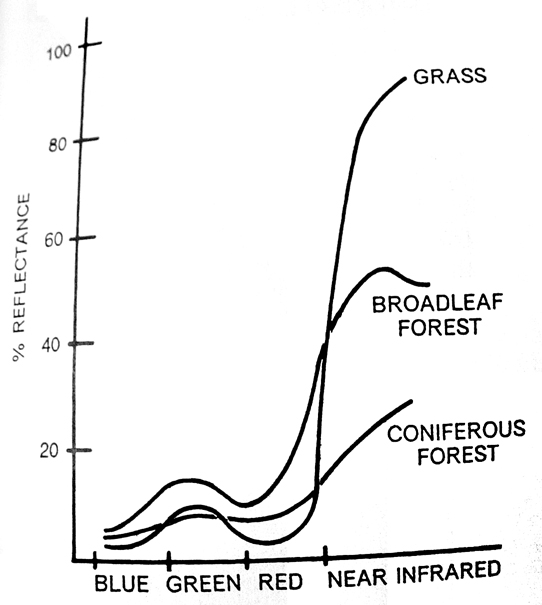 100
GRASS
80
60
% REFLECTANCE
BROADLEAF
FOREST
40
CONIFEROUS
FOREST
20
BLUE GREEN RED NEAR INFRARED